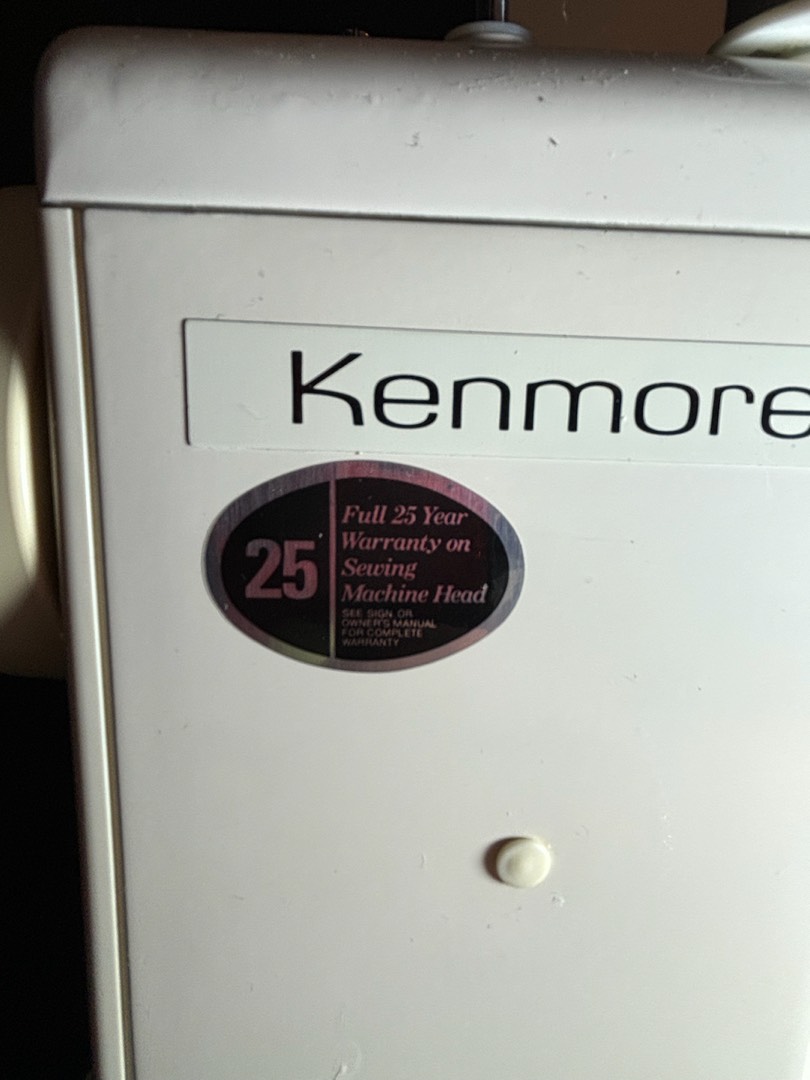 Kenmore
25
Full 25 Year
Warranty on
Sewing
Machine Head
SEE SIGN OR
OWNER'S MANUAL
FOR COMPLETE
WARRANTY